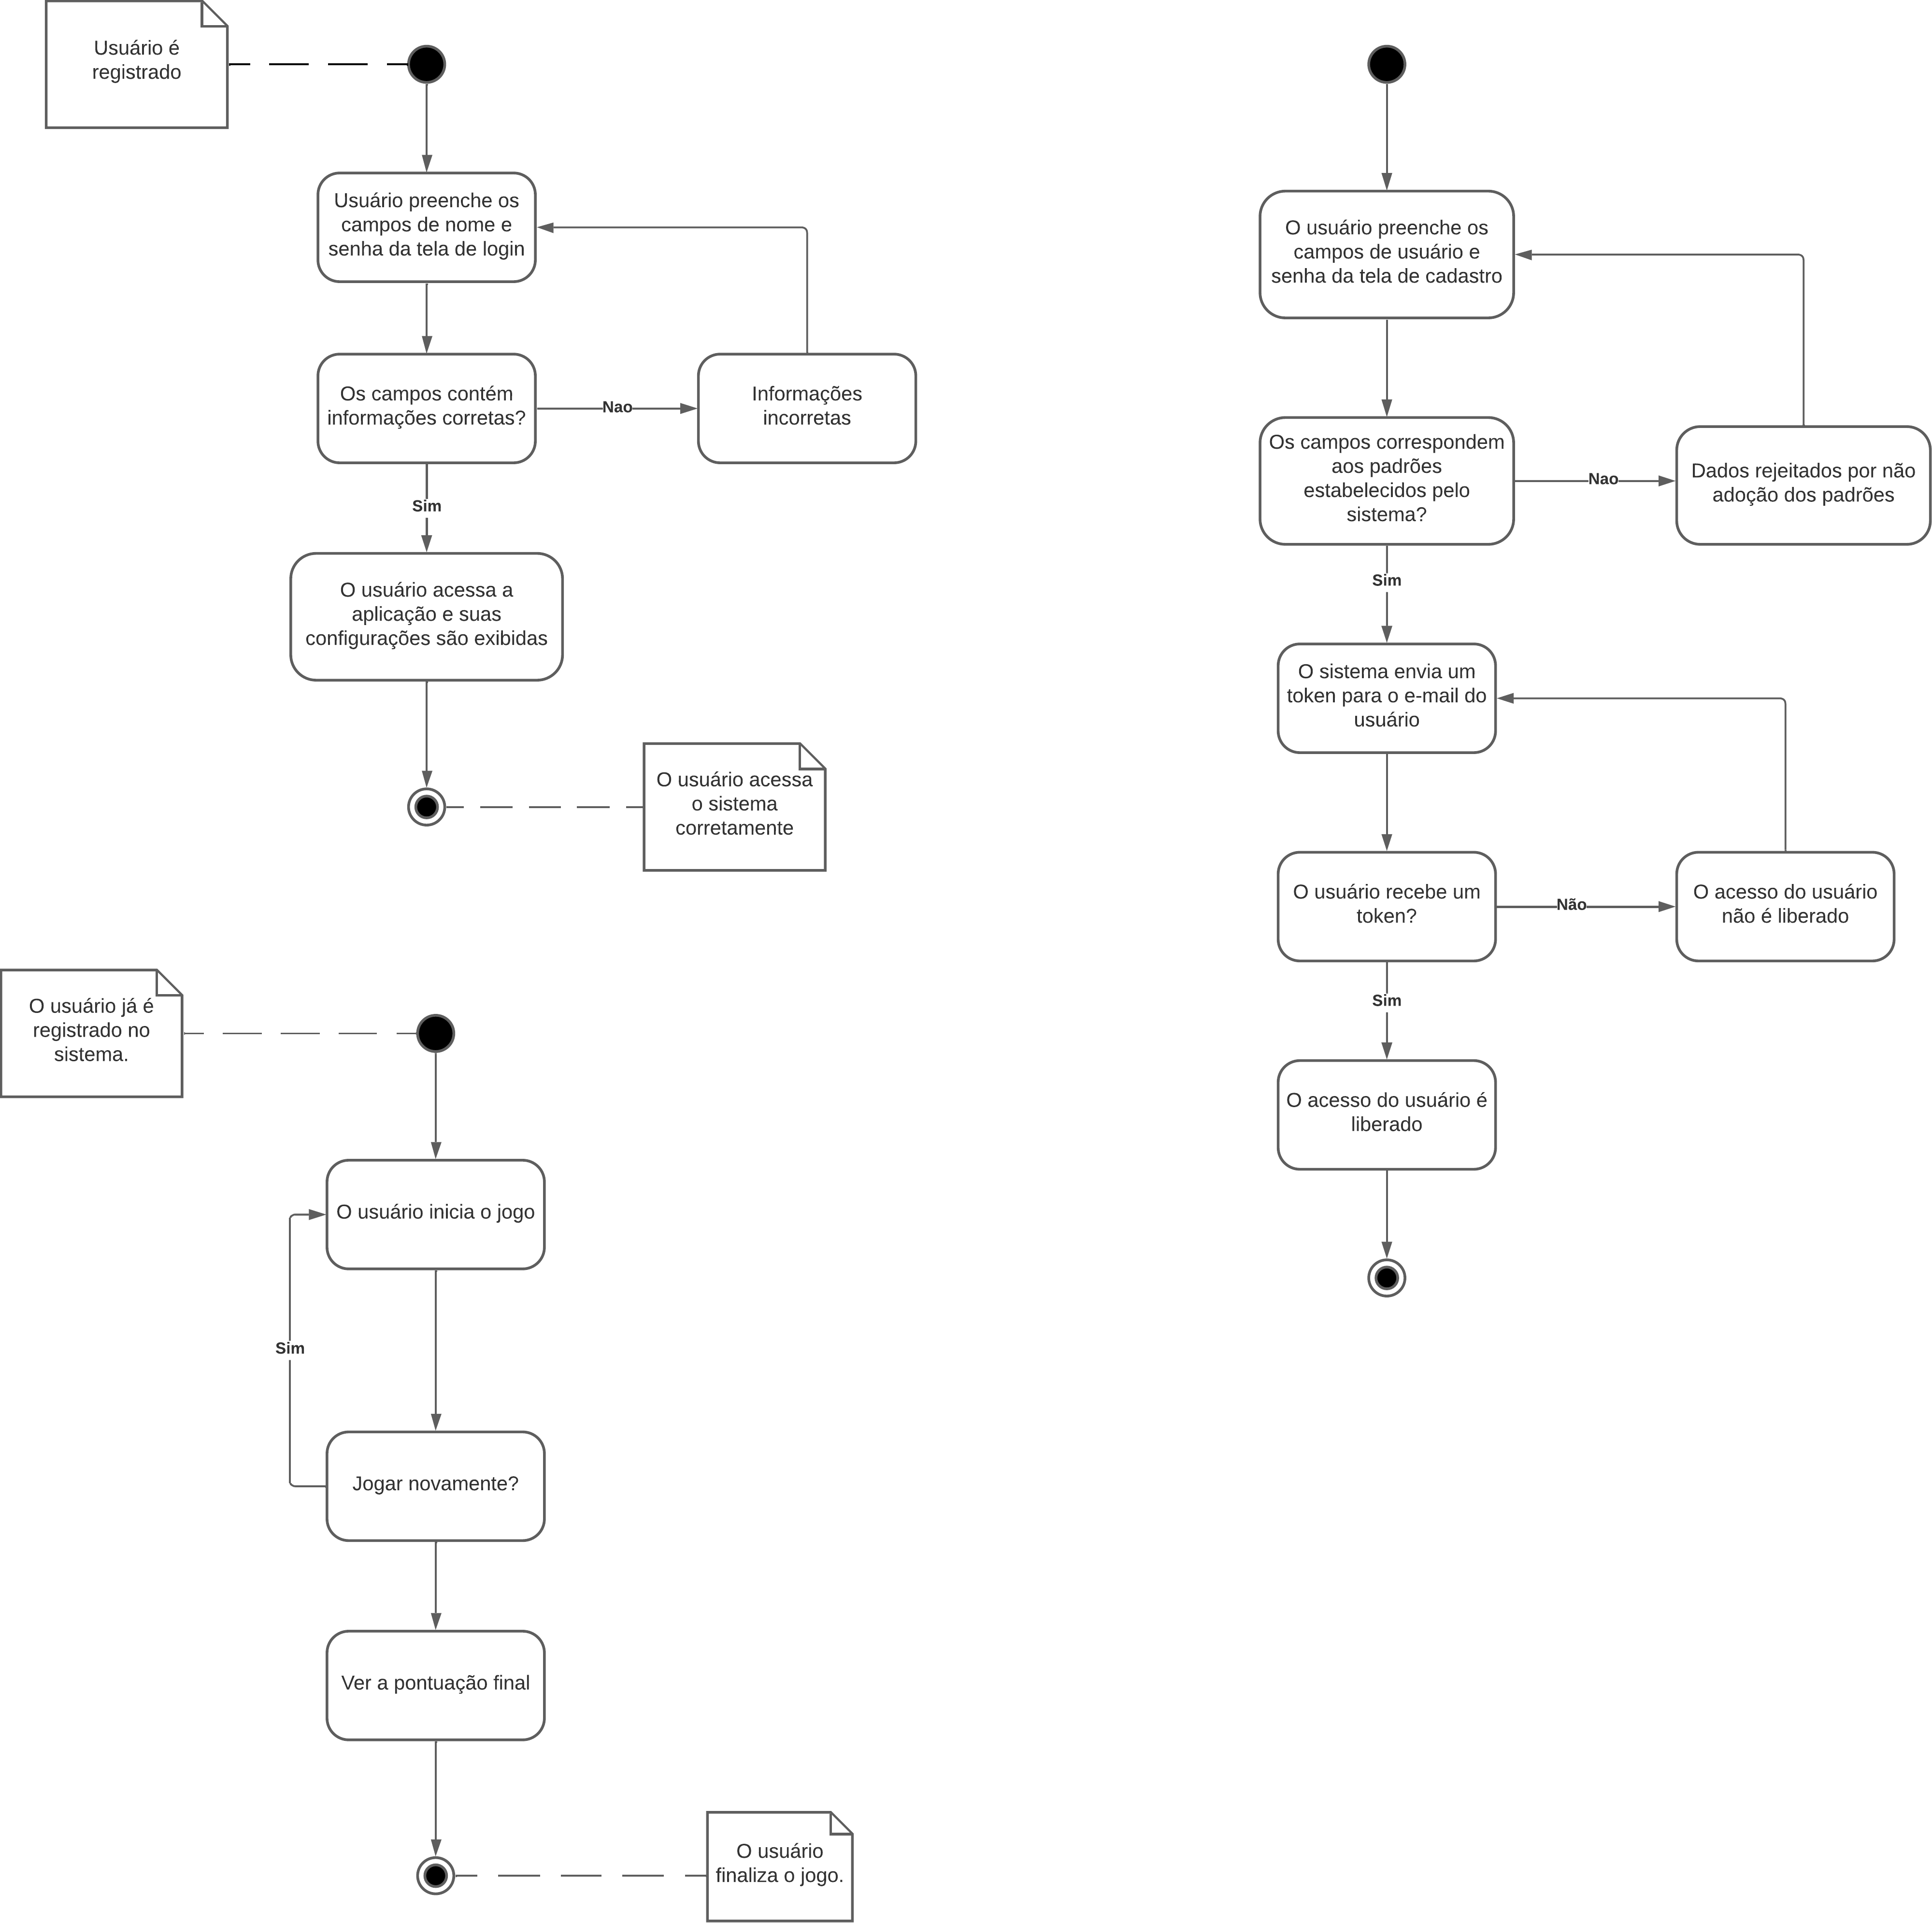 Usuário é
registrado
Usuário preenche os
campos de nome e
senha da tela de login
Os campos contém
informações corretas?
Nao
Informações
incorretas
Sim
O usuário acessa a
aplicação e suas
configurações são exibidas
O usuário acessa
o sistema
corretamente
O usuário preenche os
campos de usuário e
senha da tela de cadastro
Os campos correspondem
aos padrões
estabelecidos pelo
sistema?
Nao
Dados rejeitados por não
adoção dos padrões
Sim
O sistema envia um
token para o e-mail do
usuário
O usuário recebe um
token?
Não
O acesso do usuário
não é liberado
Sim
O acesso do usuário é
liberado
O usuário já é
registrado no
sistema.
O usuário inicia o jogo
Sim
Jogar novamente?
Ver a pontuação final
O usuário
finaliza o jogo.